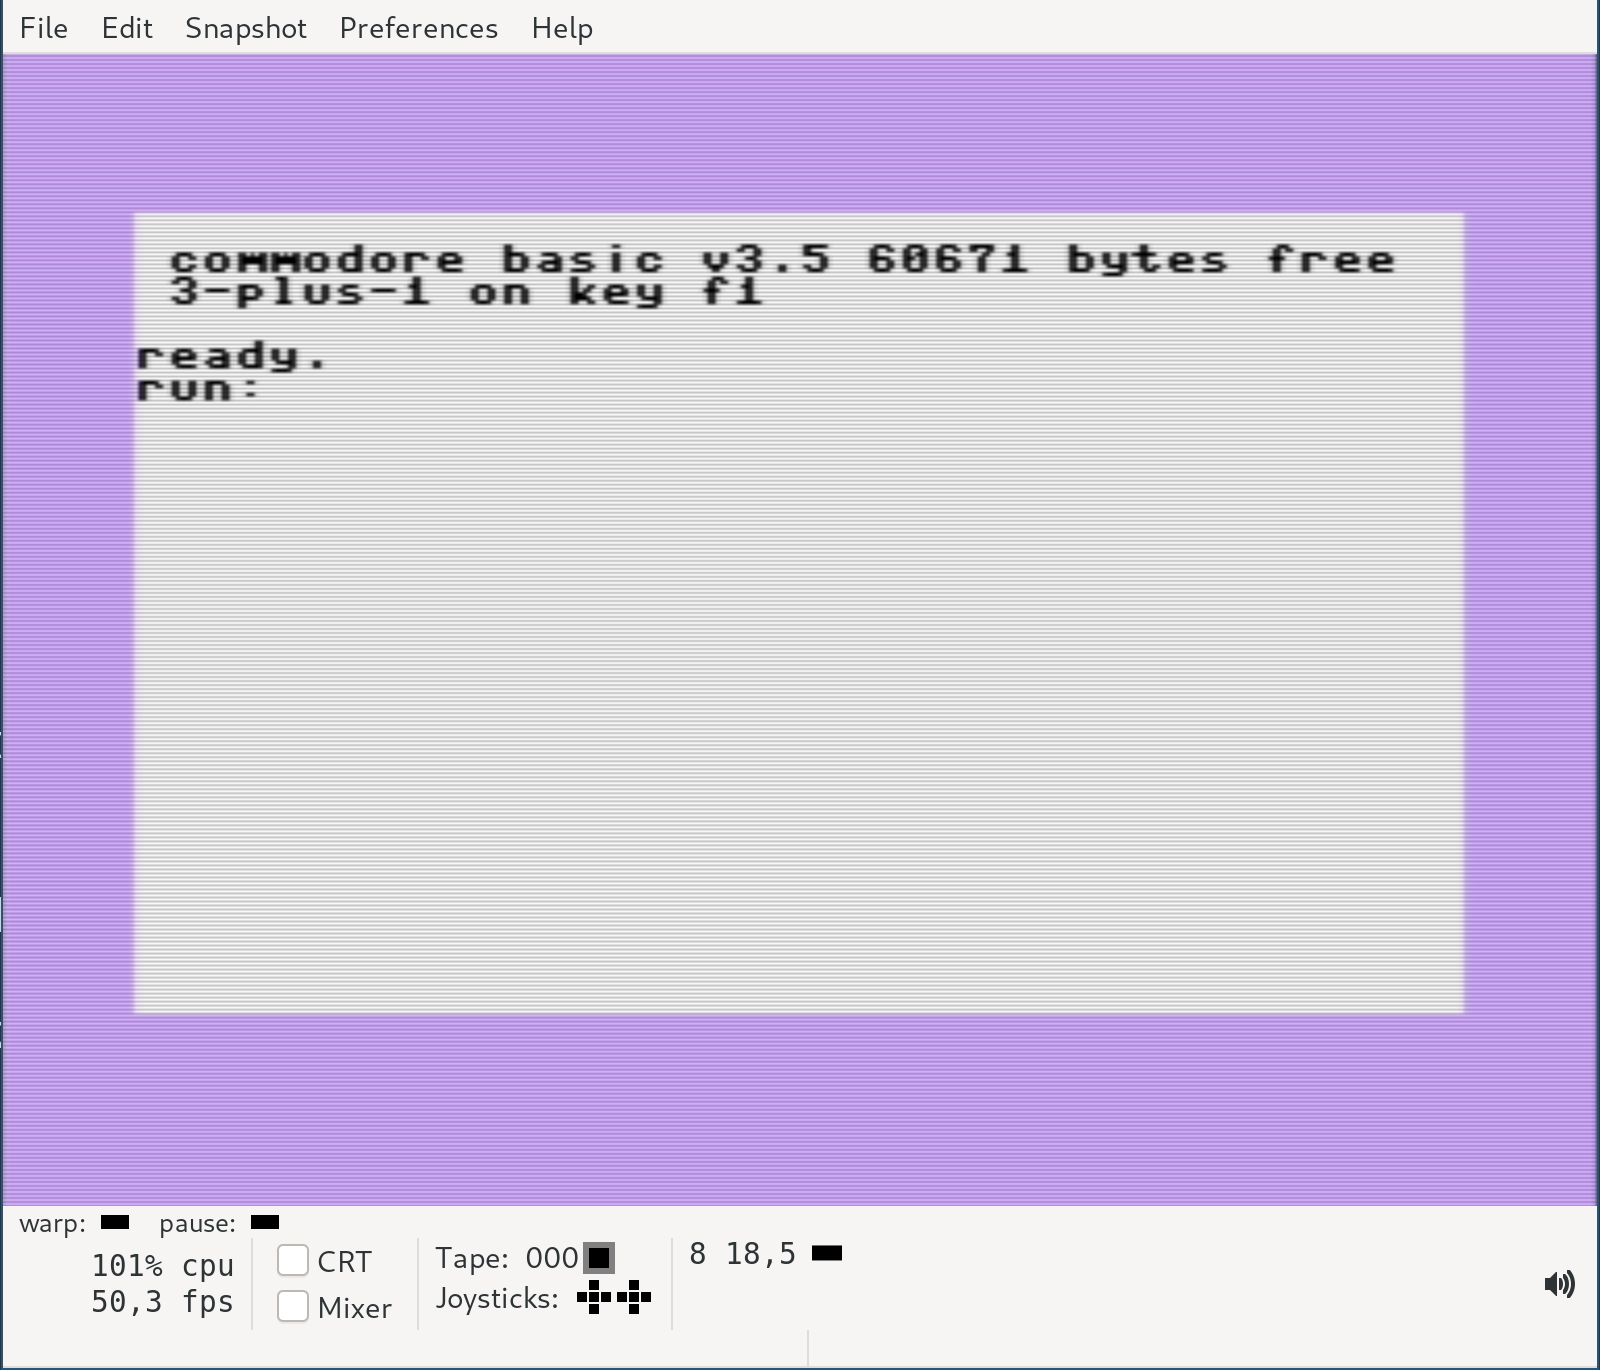 File Edit Snapshot Preferences Help
commodore basic v3.5 60671 bytes free
3-plus-1 on key f1
ready.
run:
warp: pause:
101% cpu
50,3 fps
CRT
Mixer
Tape: 000
Joysticks:
8 18,5